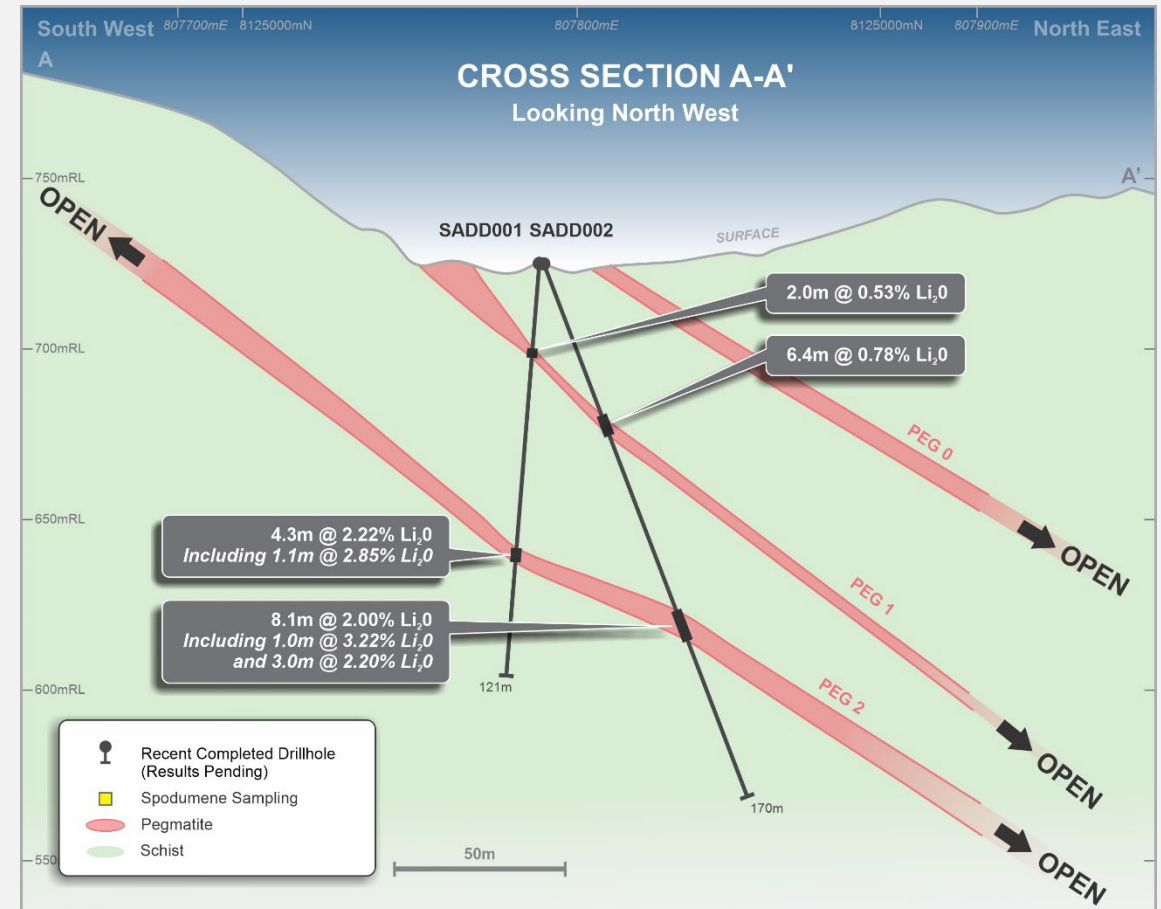 South West 807700mE 8125000mN 807800mE 8125000mN 807900mE North East
A
CROSS SECTION A-A'
Looking North West
750mRL
A'
OPEN
SADD001 SADD002
SURFACE
2.0m @ 0.53% Li₂0
700mRL
6.4m @ 0.78% Li₂0
PEG 0
650mRL
4.3m @ 2.22% Li₂0
Including 1.1m @ 2.85% Li₂0
OPEN
PEG 1
8.1m @ 2.00% Li₂0
Including 1.0m @ 3.22% Li₂0
and 3.0m @ 2.20% Li₂0
121m
600mRL
PEG 2
OPEN
Recent Completed Drillhole
(Results Pending)
Spodumene Sampling
Pegmatite
Schist
170m
50m
550
OPEN